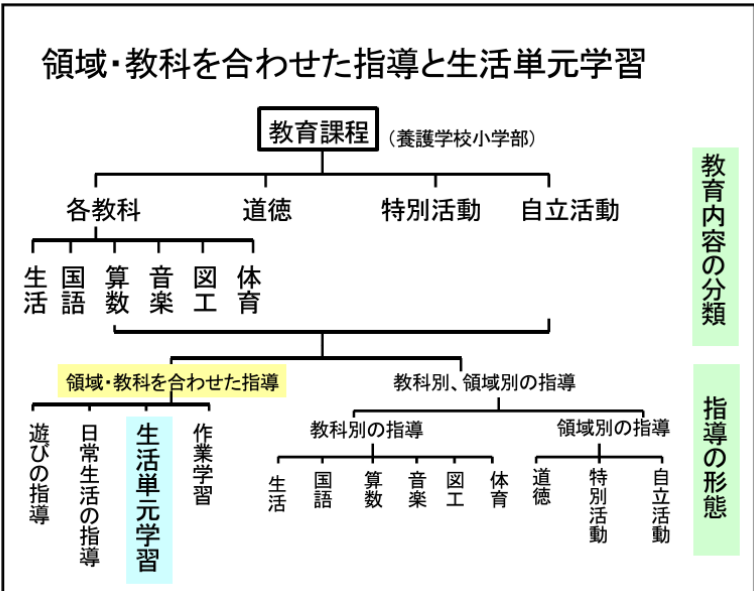 領域・教科を合わせた指導と生活単元学習
教育課程 (養護学校小学部)
各教科 道徳 特別活動 自立活動
生活 国語 算数 音楽 図工 体育
教育内容の分類
領域・教科を合わせた指導 教科別、領域別の指導
遊びの指導 日常生活の指導 生活単元学習 作業学習
教科別の指導 領域別の指導
生活 国語 算数 音楽 図工 体育 道徳 特別活動 自立活動
指導の形態